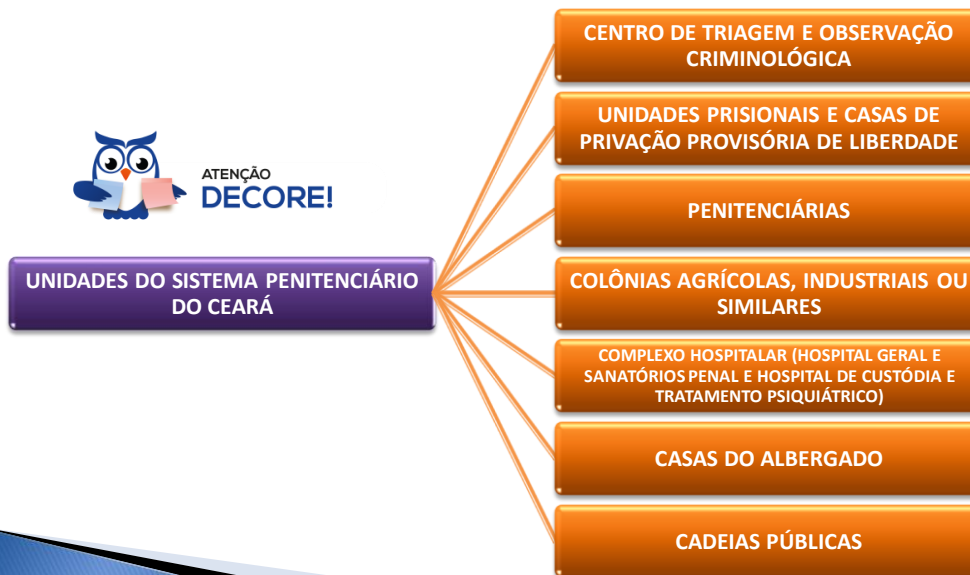 ATENÇÃO
DECORE!
UNIDADES DO SISTEMA PENITENCIÁRIO
DO CEARÁ
CENTRO DE TRIAGEM E OBSERVAÇÃO
CRIMINOLÓGICA
UNIDADES PRISIONAIS E CASAS DE
PRIVAÇÃO PROVISÓRIA DE LIBERDADE
PENITENCIÁRIAS
COLÔNIAS AGRÍCOLAS, INDUSTRIAIS OU
SIMILARES
COMPLEXO HOSPITALAR (HOSPITAL GERAL E
SANATÓRIOS PENAL E HOSPITAL DE CUSTÓDIA E
TRATAMENTO PSIQUIÁTRICO)
CASAS DO ALBERGADO
CADEIAS PÚBLICAS